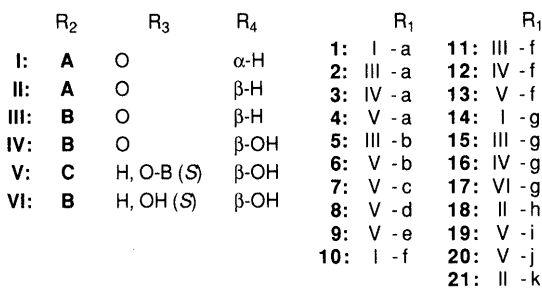 R₂ R₃ R₄
I: A O α-H
II: A O β-H
III: B O β-H
IV: B O β-OH
V: C H, O-B (S) β-OH
VI: B H, OH (S) β-OH
R₁
1: I -a
2: III -a
3: IV -a
4: V -a
5: III -b
6: V -b
7: V -c
8: V -d
9: V -e
10: I -f
R₁
11: III -f
12: IV -f
13: V -f
14: I -g
15: III -g
16: IV -g
17: VI -g
18: II -h
19: V -i
20: V -j
21: II -k